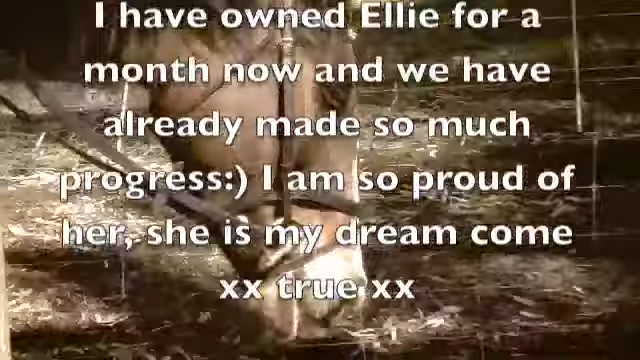 I have owned Ellie for a
month now and we have
already made so much
progress:) I am so proud of
her, she is my dream come
xx true xx